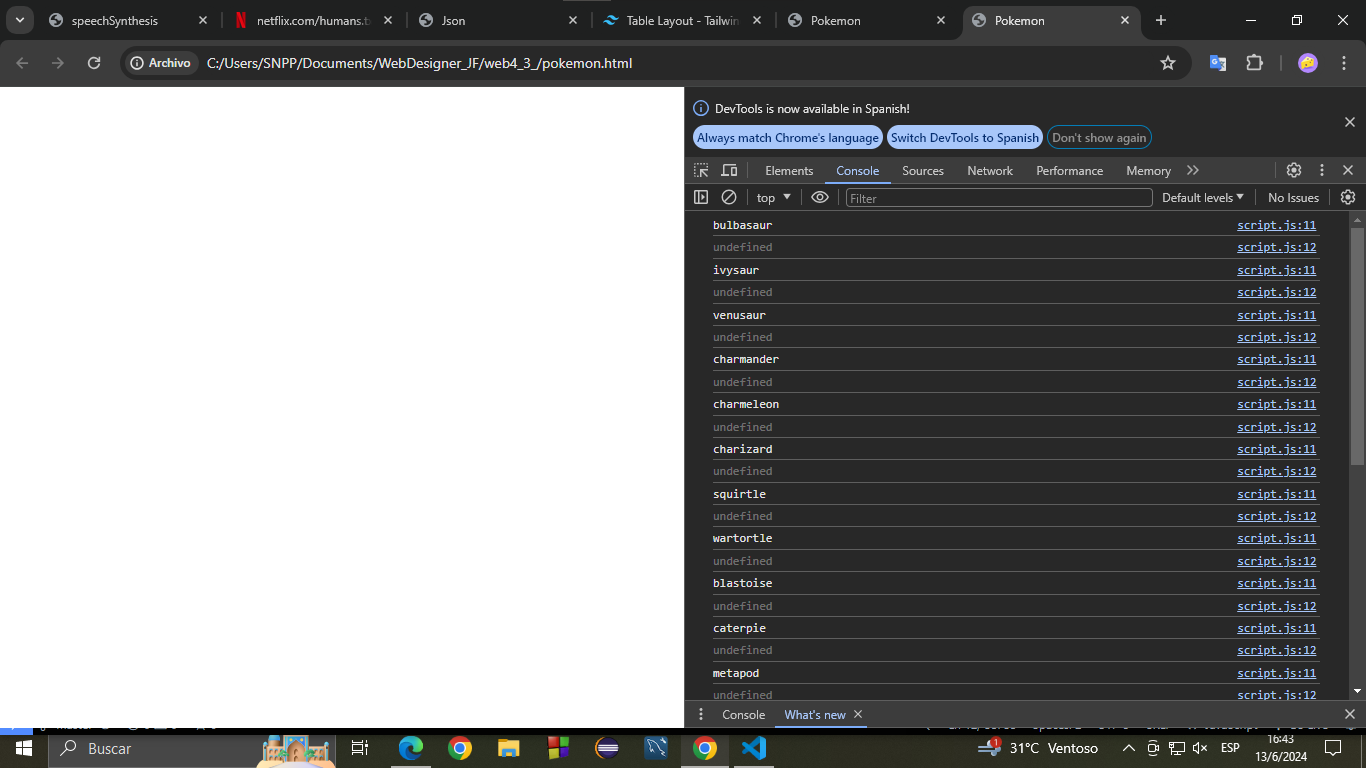 speechSynthesis
netflix.com/humans.t
Json
Table Layout - Tailwin
Pokemon
Pokemon
Archivo
C:/Users/SNPP/Documents/WebDesigner_JF/web4_3_/pokemon.html
DevTools is now available in Spanish!
Always match Chrome's language
Switch DevTools to Spanish
Don't show again
Elements Console Sources Network Performance Memory
top Filter Default levels No Issues
bulbasaur script.js:11
undefined script.js:12
ivysaur script.js:11
undefined script.js:12
venusaur script.js:11
undefined script.js:12
charmander script.js:11
undefined script.js:12
charmeleon script.js:11
undefined script.js:12
charizard script.js:11
undefined script.js:12
squirtle script.js:11
undefined script.js:12
wartortle script.js:11
undefined script.js:12
blastoise script.js:11
undefined script.js:12
caterpie script.js:11
undefined script.js:12
metapod script.js:11
undefined script.js:12
Console What's new
Buscar
1
31°C Ventoso
ESP
16:43
13/6/2024